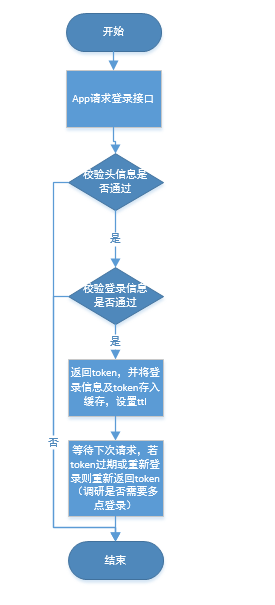 开始
App请求登录接口
校验头信息是
否通过
是
校验登录信息
是否通过
是
返回token，并将登
录信息及token存入
缓存，设置ttl
否
等待下次请求，若
token过期或重新登
录则重新返回token
（调研是否需要多
点登录）
结束